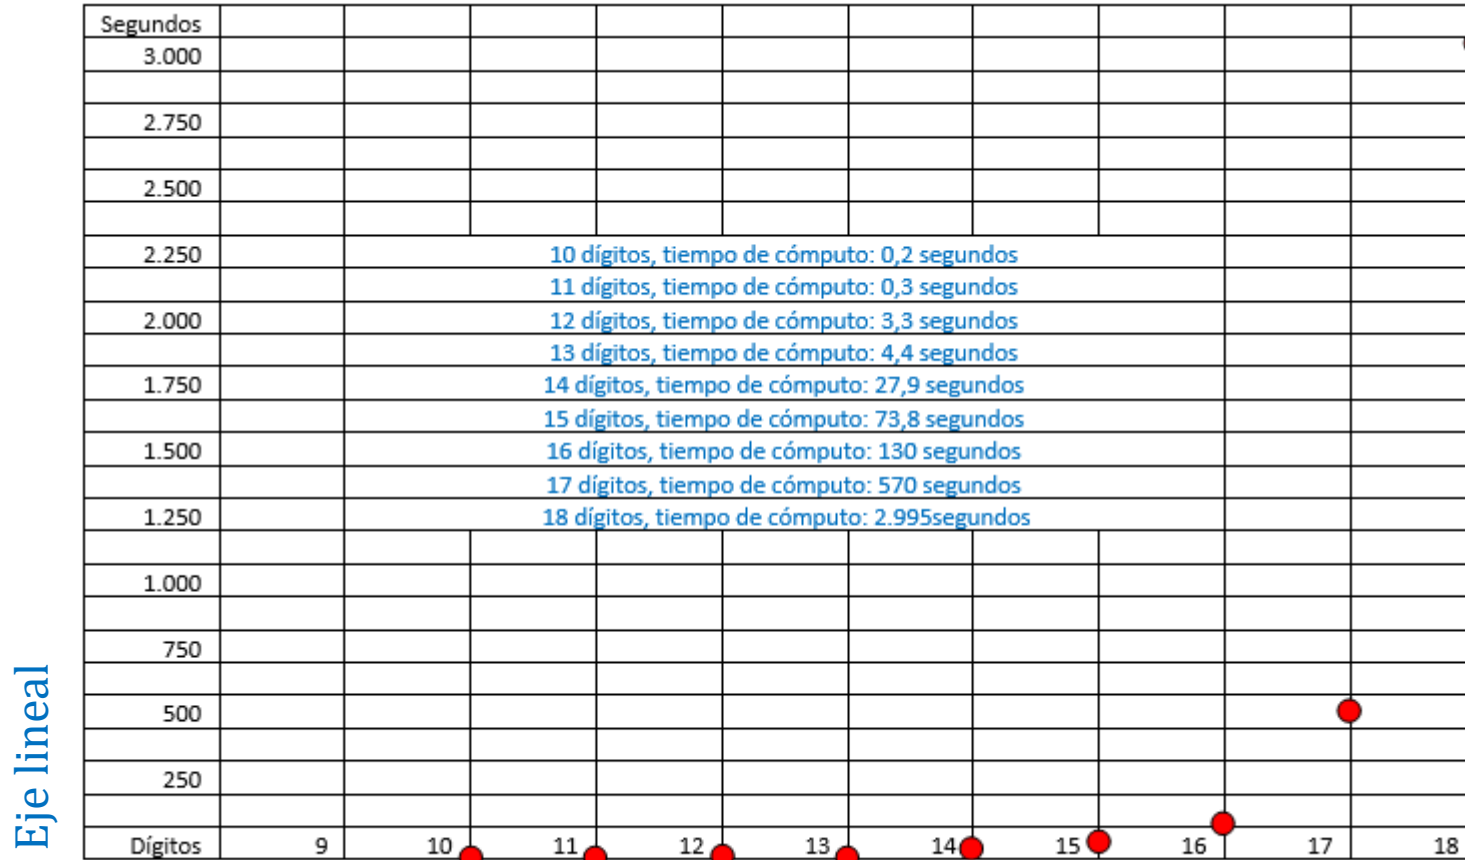 Segundos
3.000
2.750
2.500
2.250
10 dígitos, tiempo de cómputo: 0,2 segundos
11 dígitos, tiempo de cómputo: 0,3 segundos
2.000
12 dígitos, tiempo de cómputo: 3,3 segundos
13 dígitos, tiempo de cómputo: 4,4 segundos
1.750
14 dígitos, tiempo de cómputo: 27,9 segundos
15 dígitos, tiempo de cómputo: 73,8 segundos
1.500
16 dígitos, tiempo de cómputo: 130 segundos
17 dígitos, tiempo de cómputo: 570 segundos
1.250
18 dígitos, tiempo de cómputo: 2.995segundos
1.000
750
500
250
Dígitos 9 10 11 12 13 14 15 16 17 18
Eje lineal